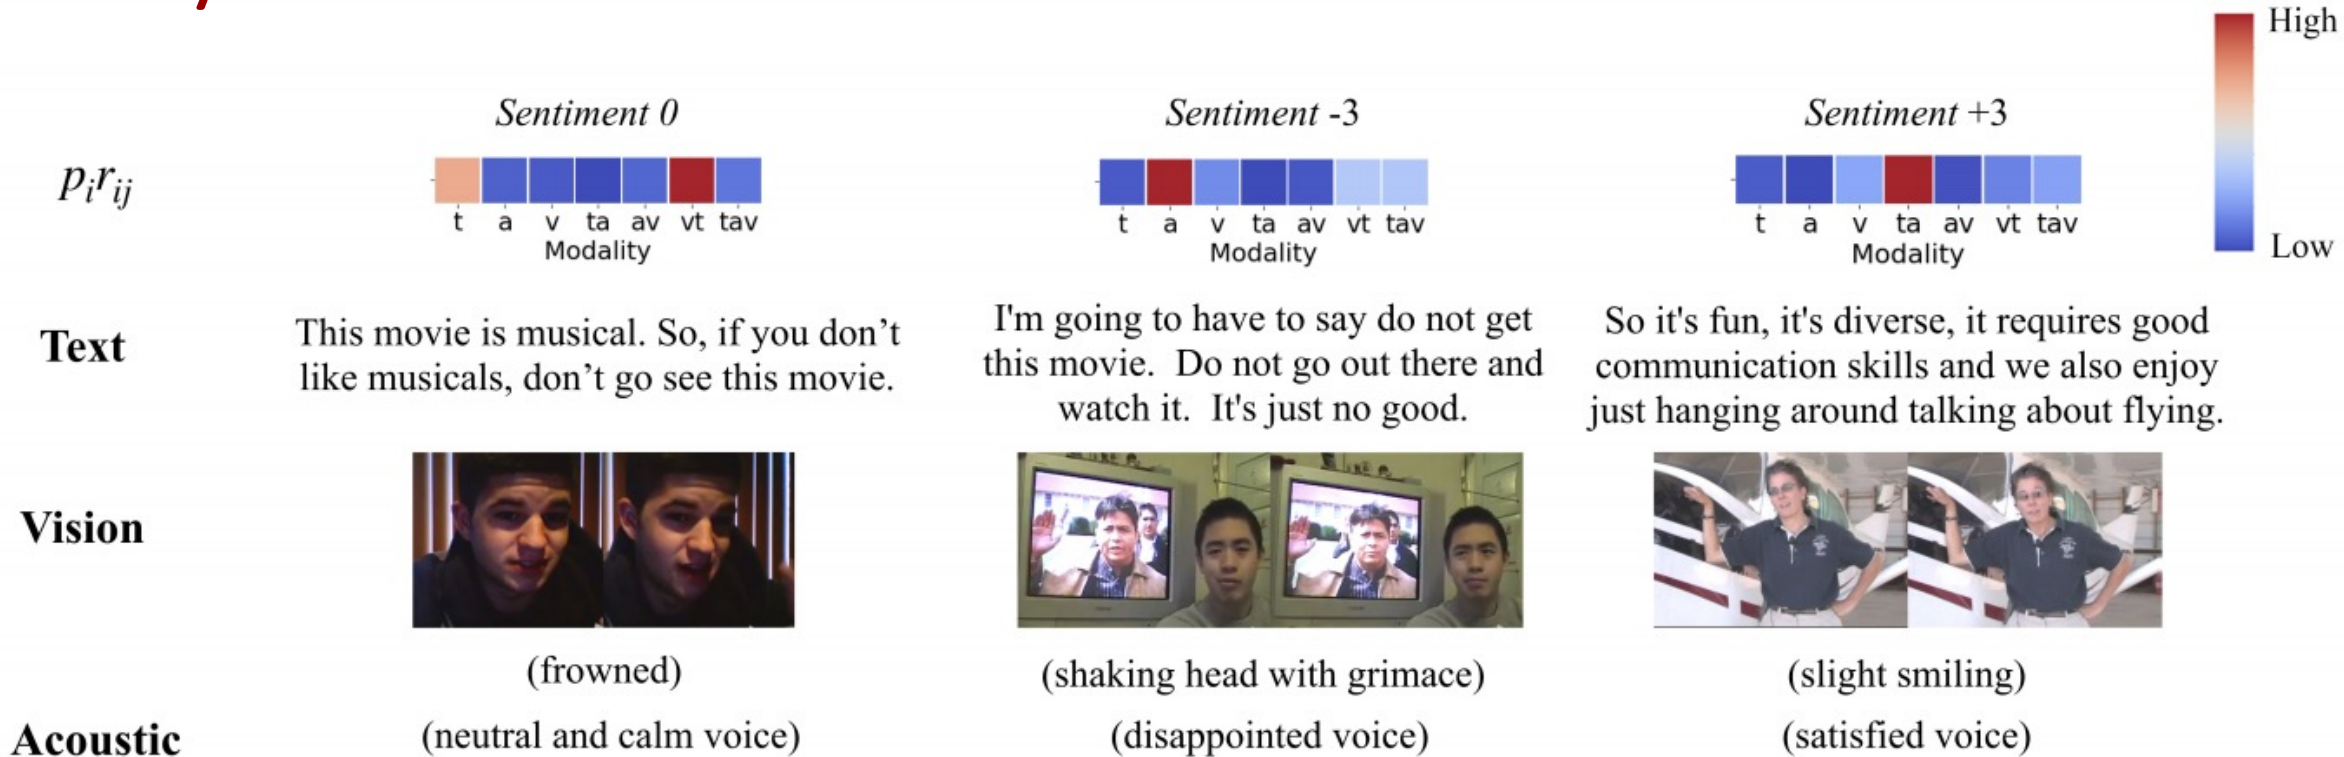 High
Low
Sentiment 0
Sentiment -3
Sentiment +3
pirij
t a v ta av vt tav
Modality
t a v ta av vt tav
Modality
t a v ta av vt tav
Modality
Text
This movie is musical. So, if you don’t
like musicals, don’t go see this movie.
I'm going to have to say do not get
this movie. Do not go out there and
watch it. It's just no good.
So it's fun, it's diverse, it requires good
communication skills and we also enjoy
just hanging around talking about flying.
Vision
(frowned)
(shaking head with grimace)
(slight smiling)
Acoustic
(neutral and calm voice)
(disappointed voice)
(satisfied voice)